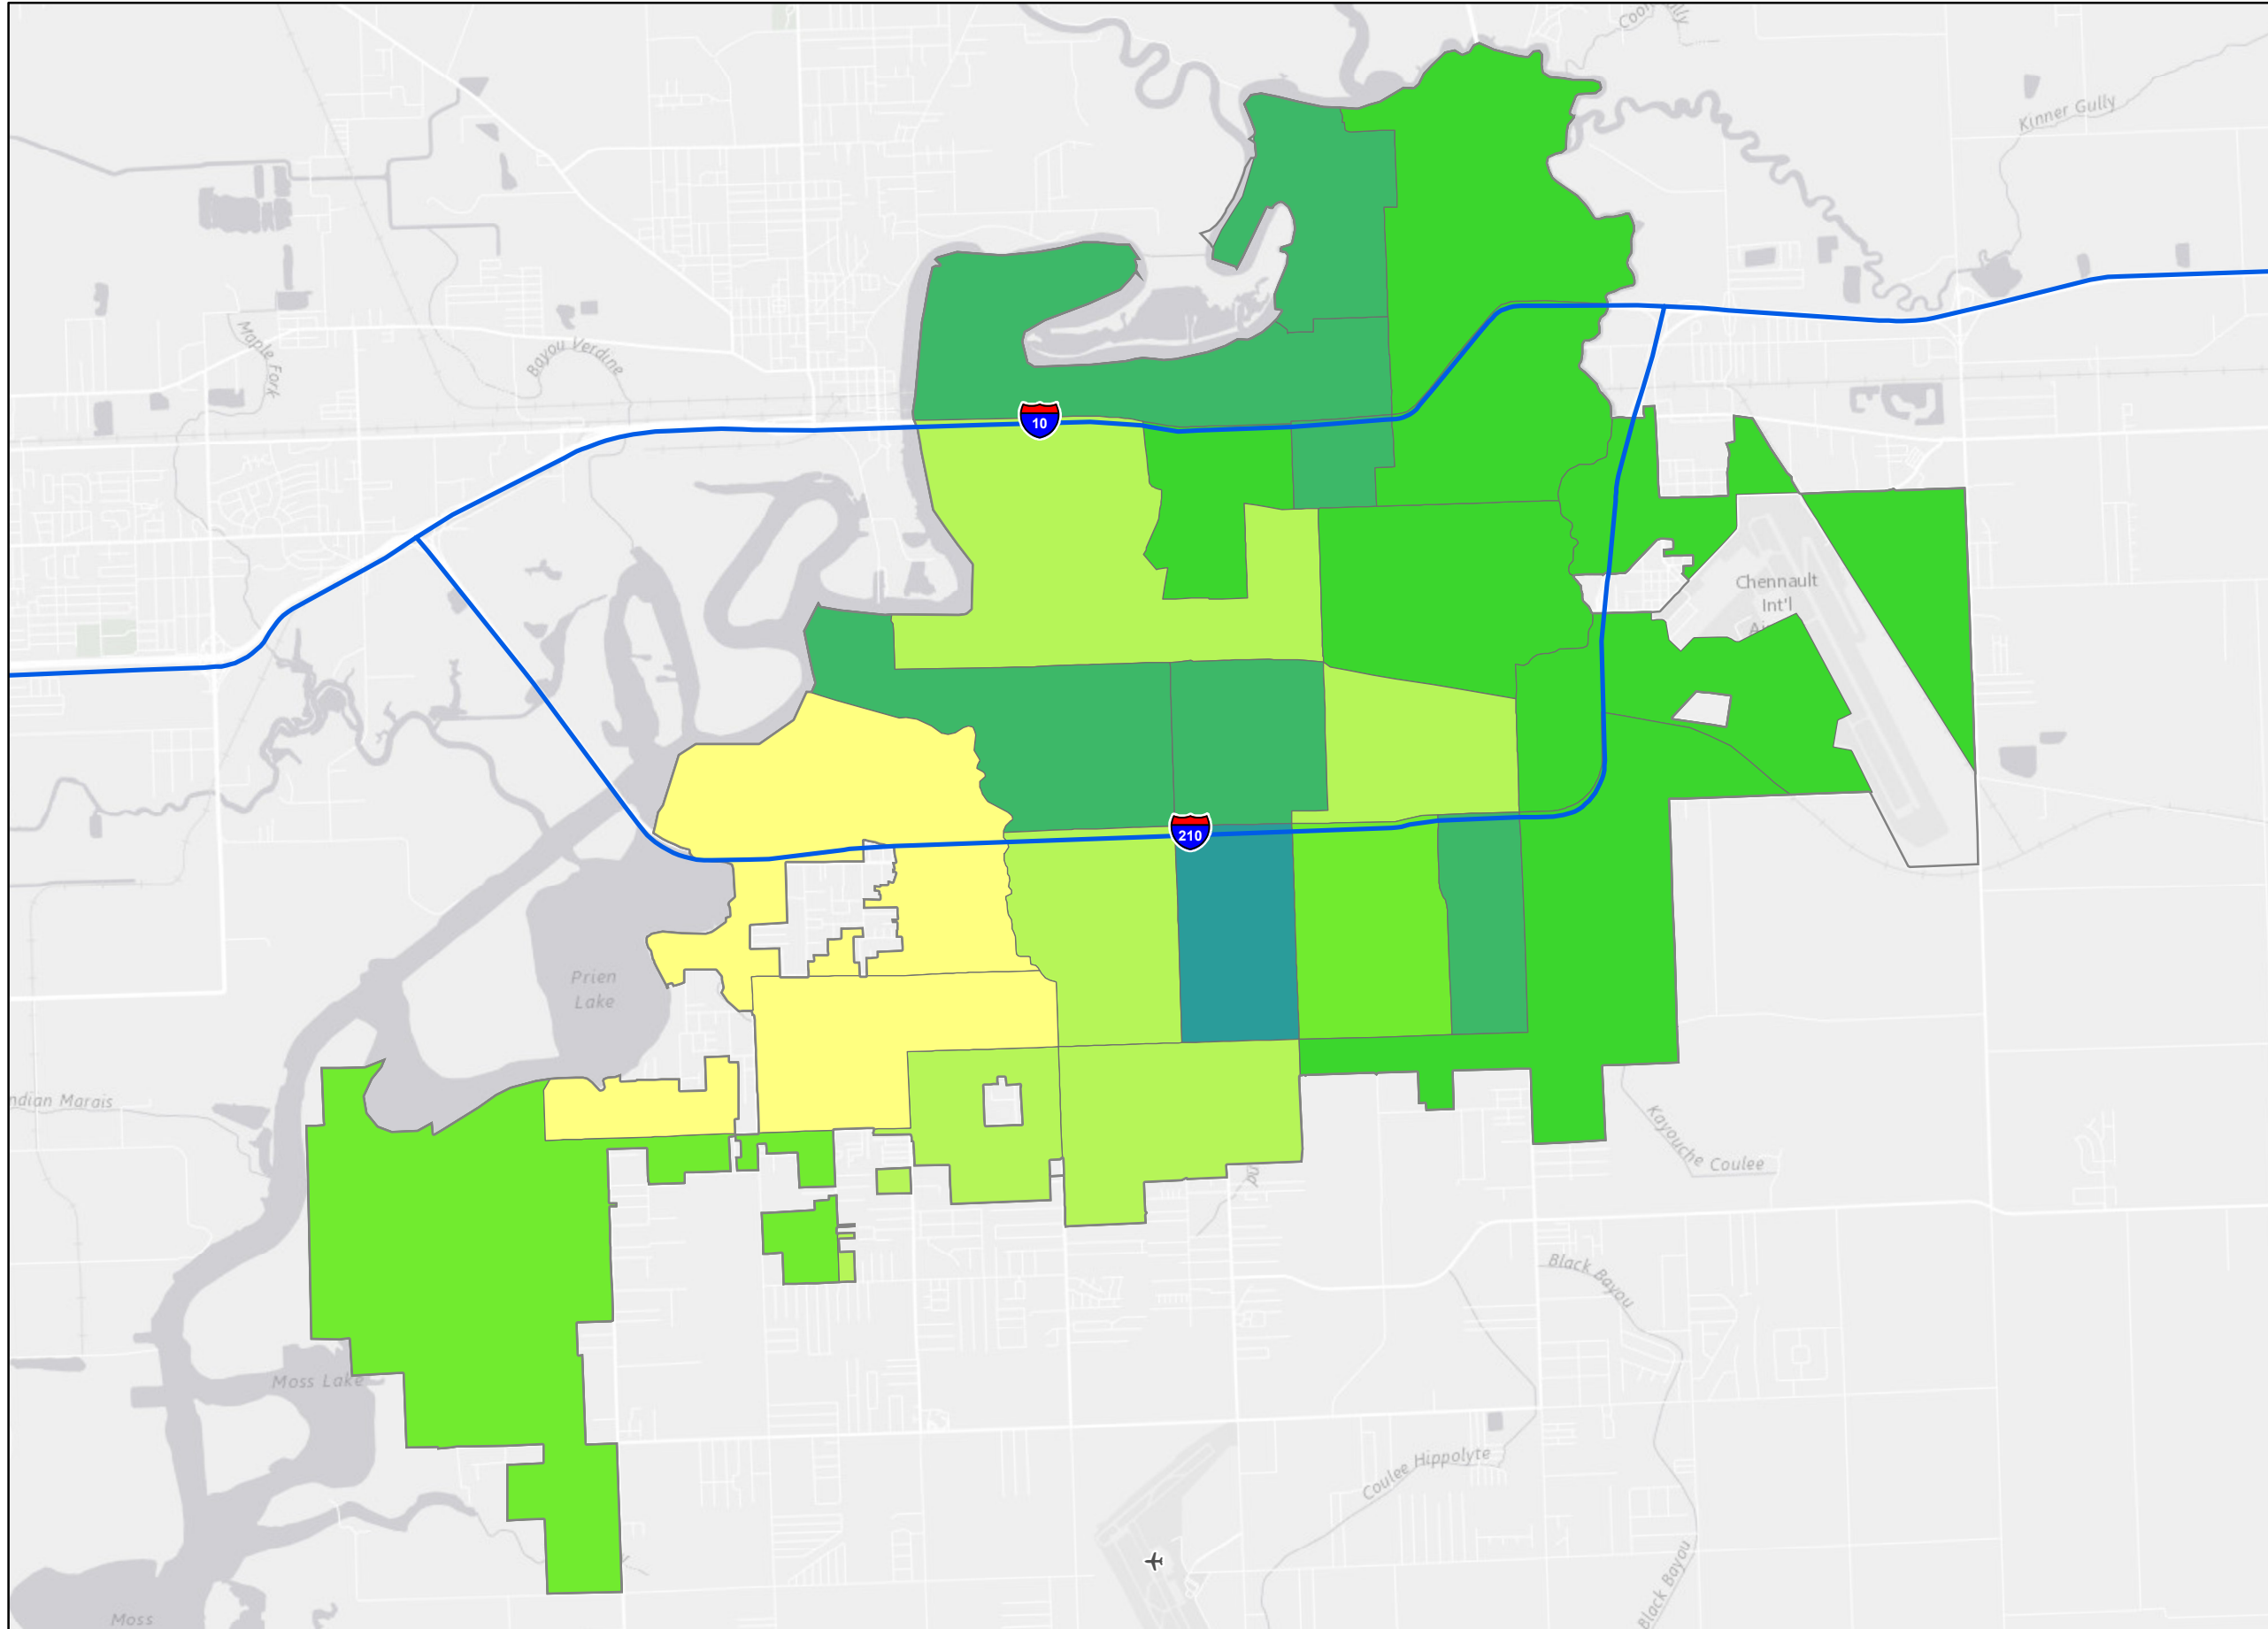 Kinner Gully
Maple
Fork
Bayou Verdine
10
Chennault
Int'l
210
Prien
Lake
ndian Marais
Kayouche Coulee
Black Bayou
Moss Lake
Coulee Hippolyte
Black Bayou
Moss